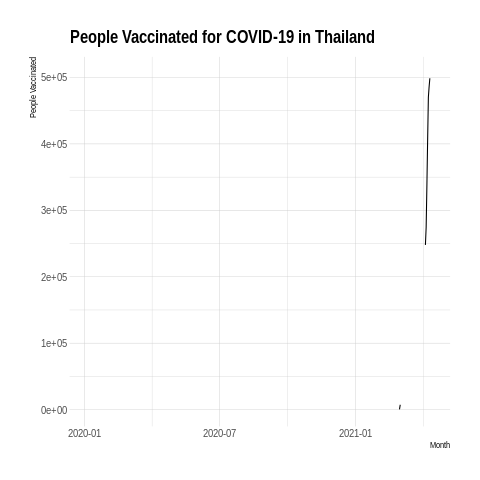 People Vaccinated for COVID-19 in Thailand
People Vaccinated
5e+05
4e+05
3e+05
2e+05
1e+05
0e+00
2020-01
2020-07
2021-01
Month